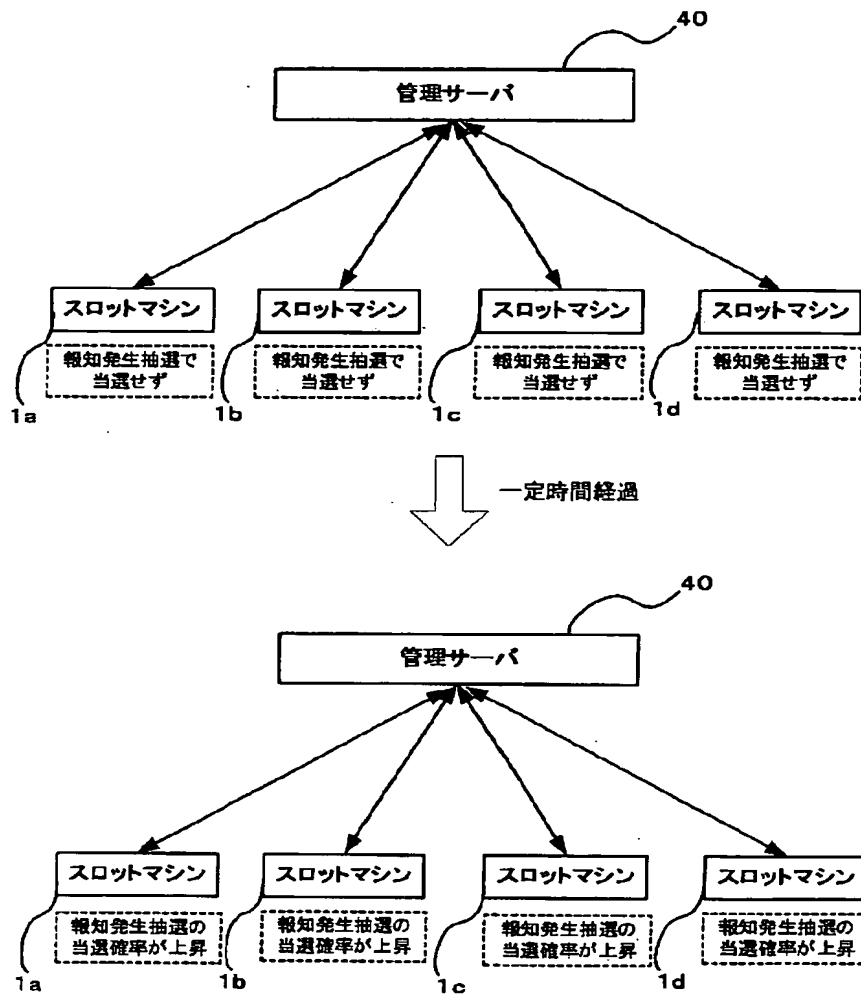 40
管理サーバ
スロットマシン スロットマシン スロットマシン スロットマシン
報知発生抽選で 報知発生抽選で 報知発生抽選で 報知発生抽選で
当選せず 当選せず 当選せず 当選せず
1a 1b 1c 1d
一定時間経過
40
管理サーバ
スロットマシン スロットマシン スロットマシン スロットマシン
報知発生抽選の 報知発生抽選の 報知発生抽選の 報知発生抽選の
当選確率が上昇 当選確率が上昇 当選確率が上昇 当選確率が上昇
1a 1b 1c 1d